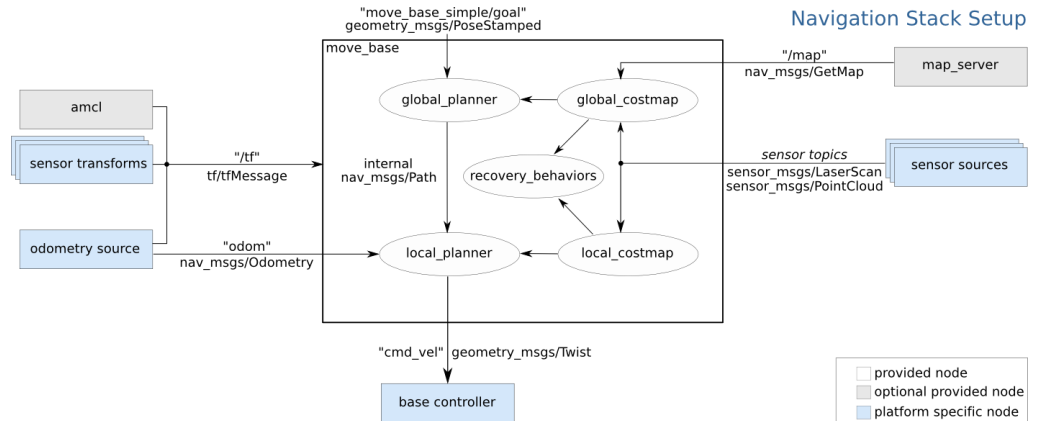 Navigation Stack Setup
"move_base_simple/goal"
geometry_msgs/PoseStamped
move_base
"/map"
nav_msgs/GetMap
map_server
amcl
global_planner
global_costmap
sensor transforms
"/tf"
tf/tfMessage
internal
nav_msgs/Path
recovery_behaviors
sensor topics
sensor_msgs/LaserScan
sensor_msgs/PointCloud
sensor sources
odometry source
"odom"
nav_msgs/Odometry
local_planner
local_costmap
"cmd_vel" geometry_msgs/Twist
base controller
provided node
optional provided node
platform specific node